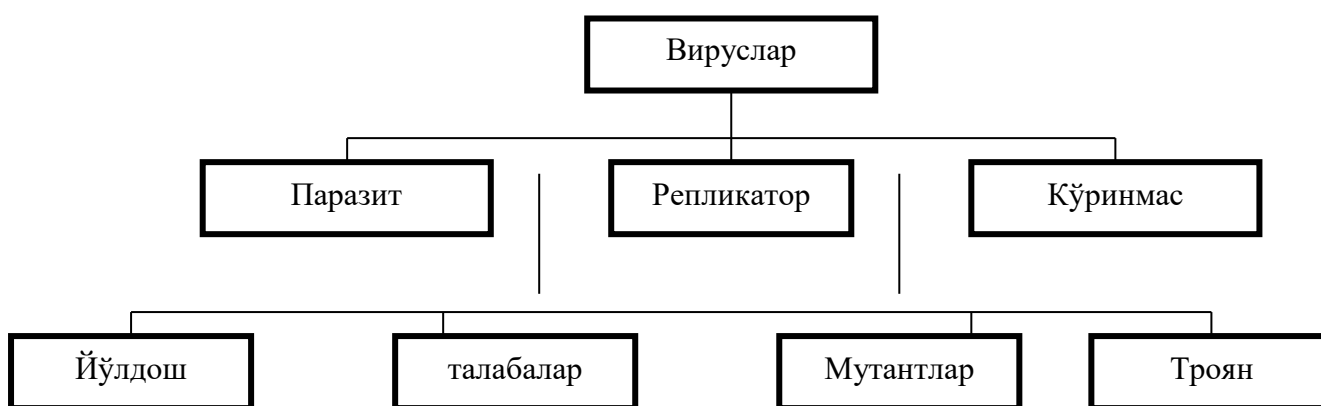 Вируслар
Паразит
Репликатор
Кўринмас
Йўлдош
талабалар
Мутантлар
Троян